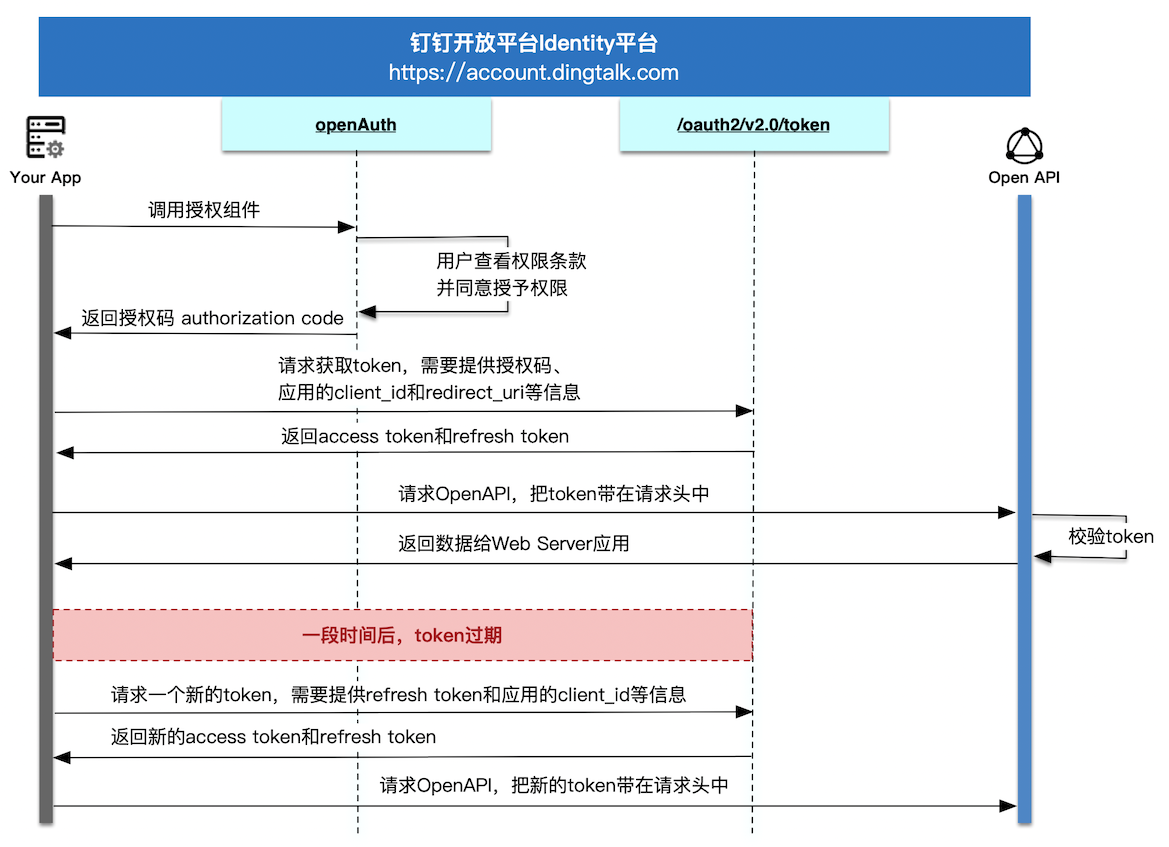 钉钉开放平台Identity平台
https://account.dingtalk.com
openAuth
/oauth2/v2.0/token
Your App
Open API
调用授权组件
用户查看权限条款
并同意授予权限
返回授权码 authorization code
请求获取token，需要提供授权码、
应用的client_id和redirect_uri等信息
返回access token和refresh token
请求OpenAPI，把token带在请求头中
校验token
返回数据给Web Server应用
一段时间后，token过期
请求一个新的token，需要提供refresh token和应用的client_id等信息
返回新的access token和refresh token
请求OpenAPI，把新的token带在请求头中